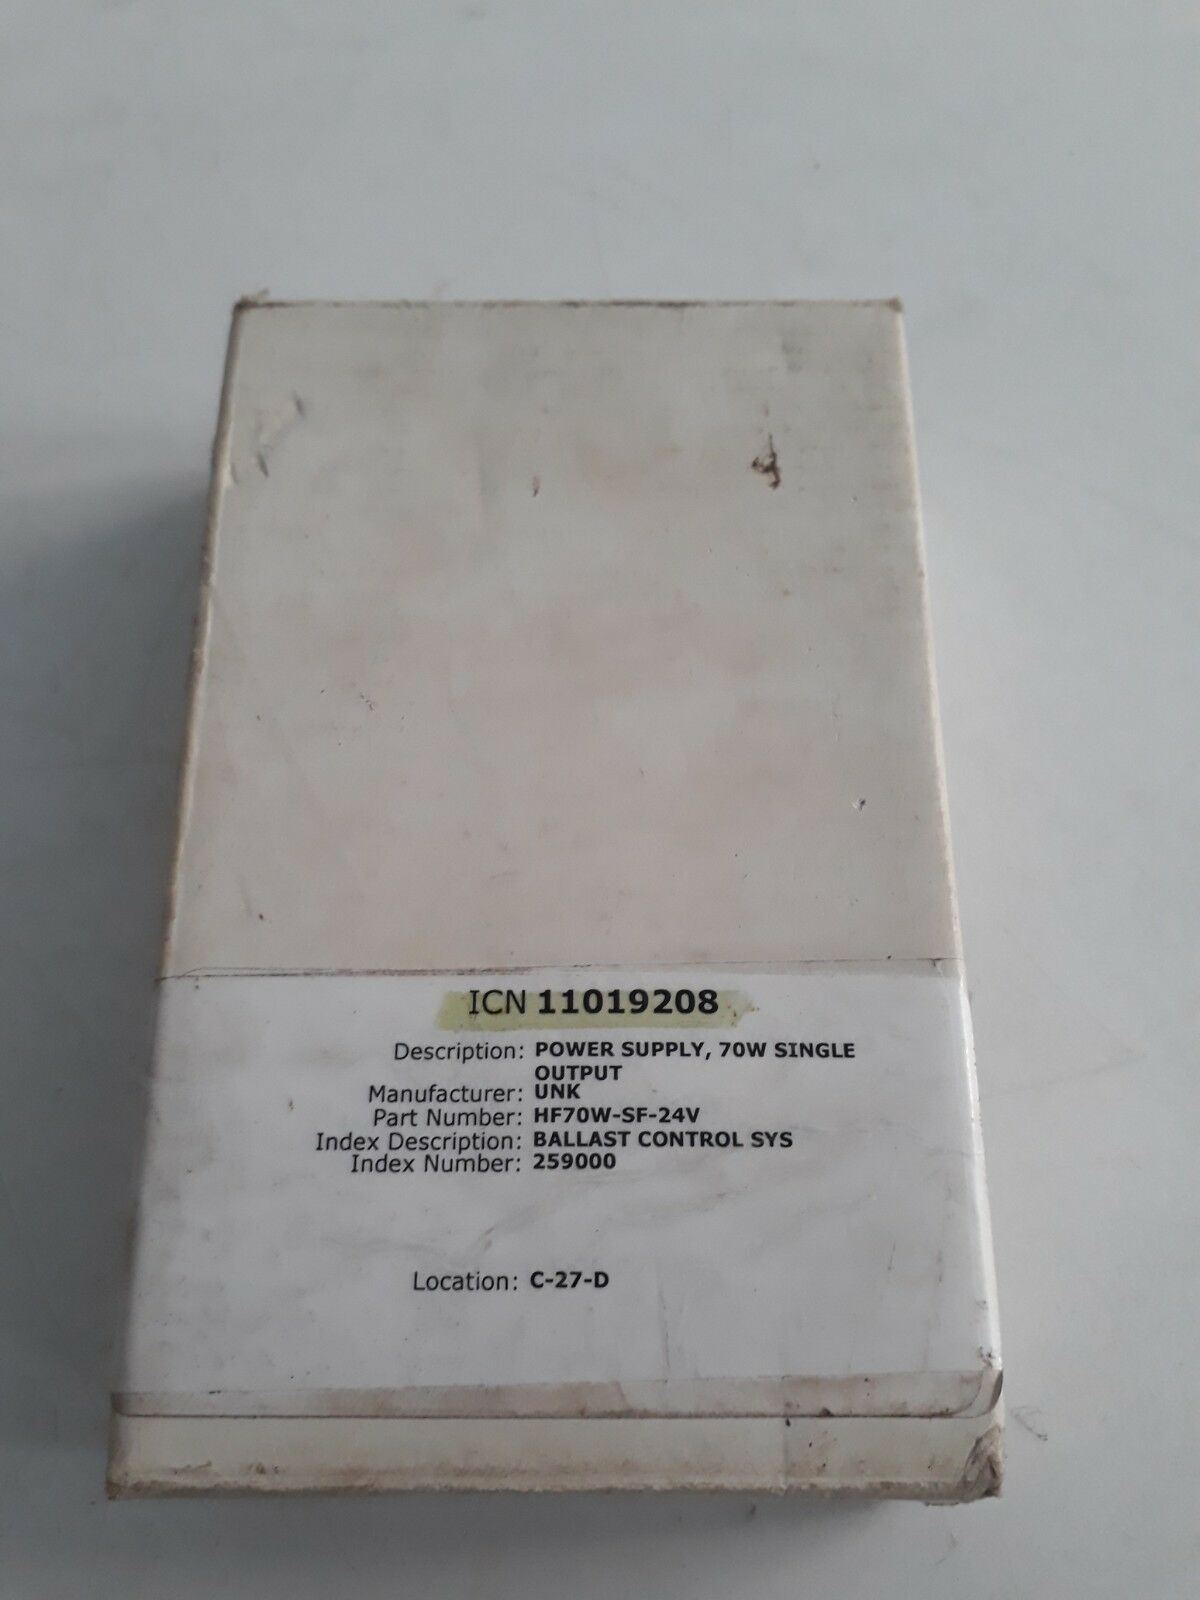 ICN 11019208
Description: POWER SUPPLY, 70W SINGLE
OUTPUT
Manufacturer: UNK
Part Number: HF70W-SF-24V
Index Description: BALLAST CONTROL SYS
Index Number: 259000
Location: C-27-D